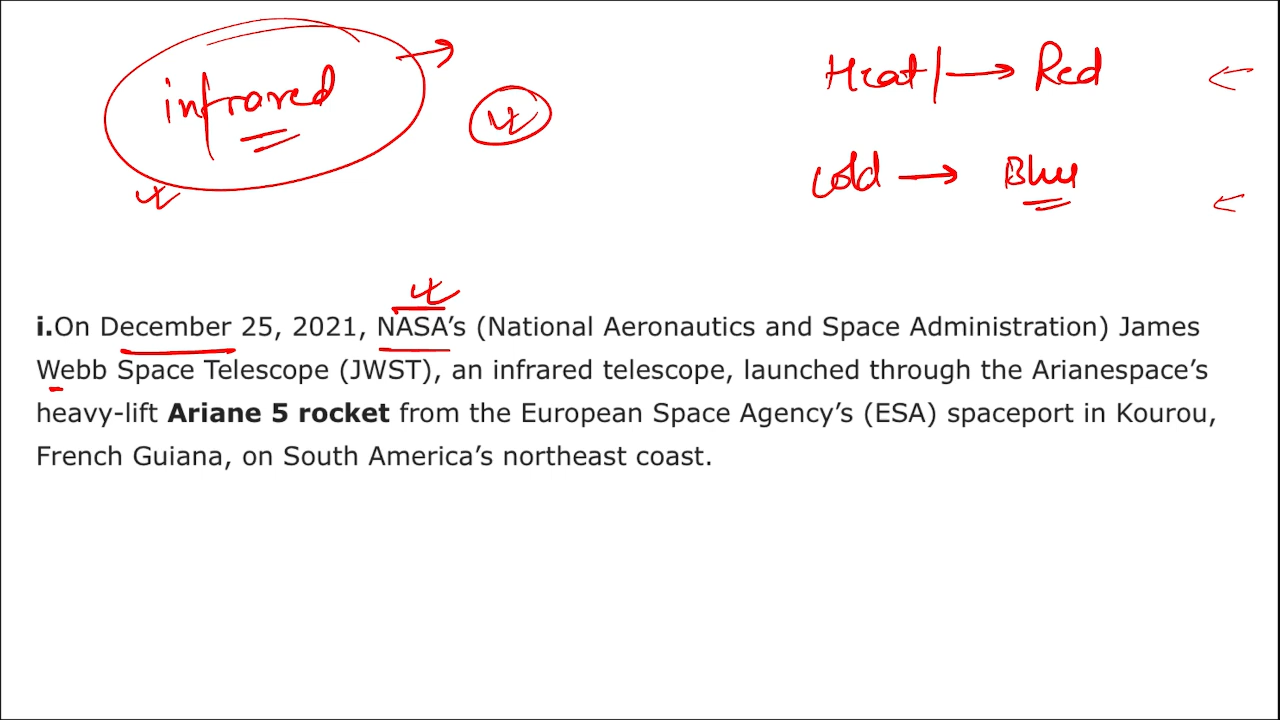 infrared
Heat → Red
Cold → Blue
i.On December 25, 2021, NASA’s (National Aeronautics and Space Administration) James
Webb Space Telescope (JWST), an infrared telescope, launched through the Arianespace’s
heavy-lift Ariane 5 rocket from the European Space Agency’s (ESA) spaceport in Kourou,
French Guiana, on South America’s northeast coast.